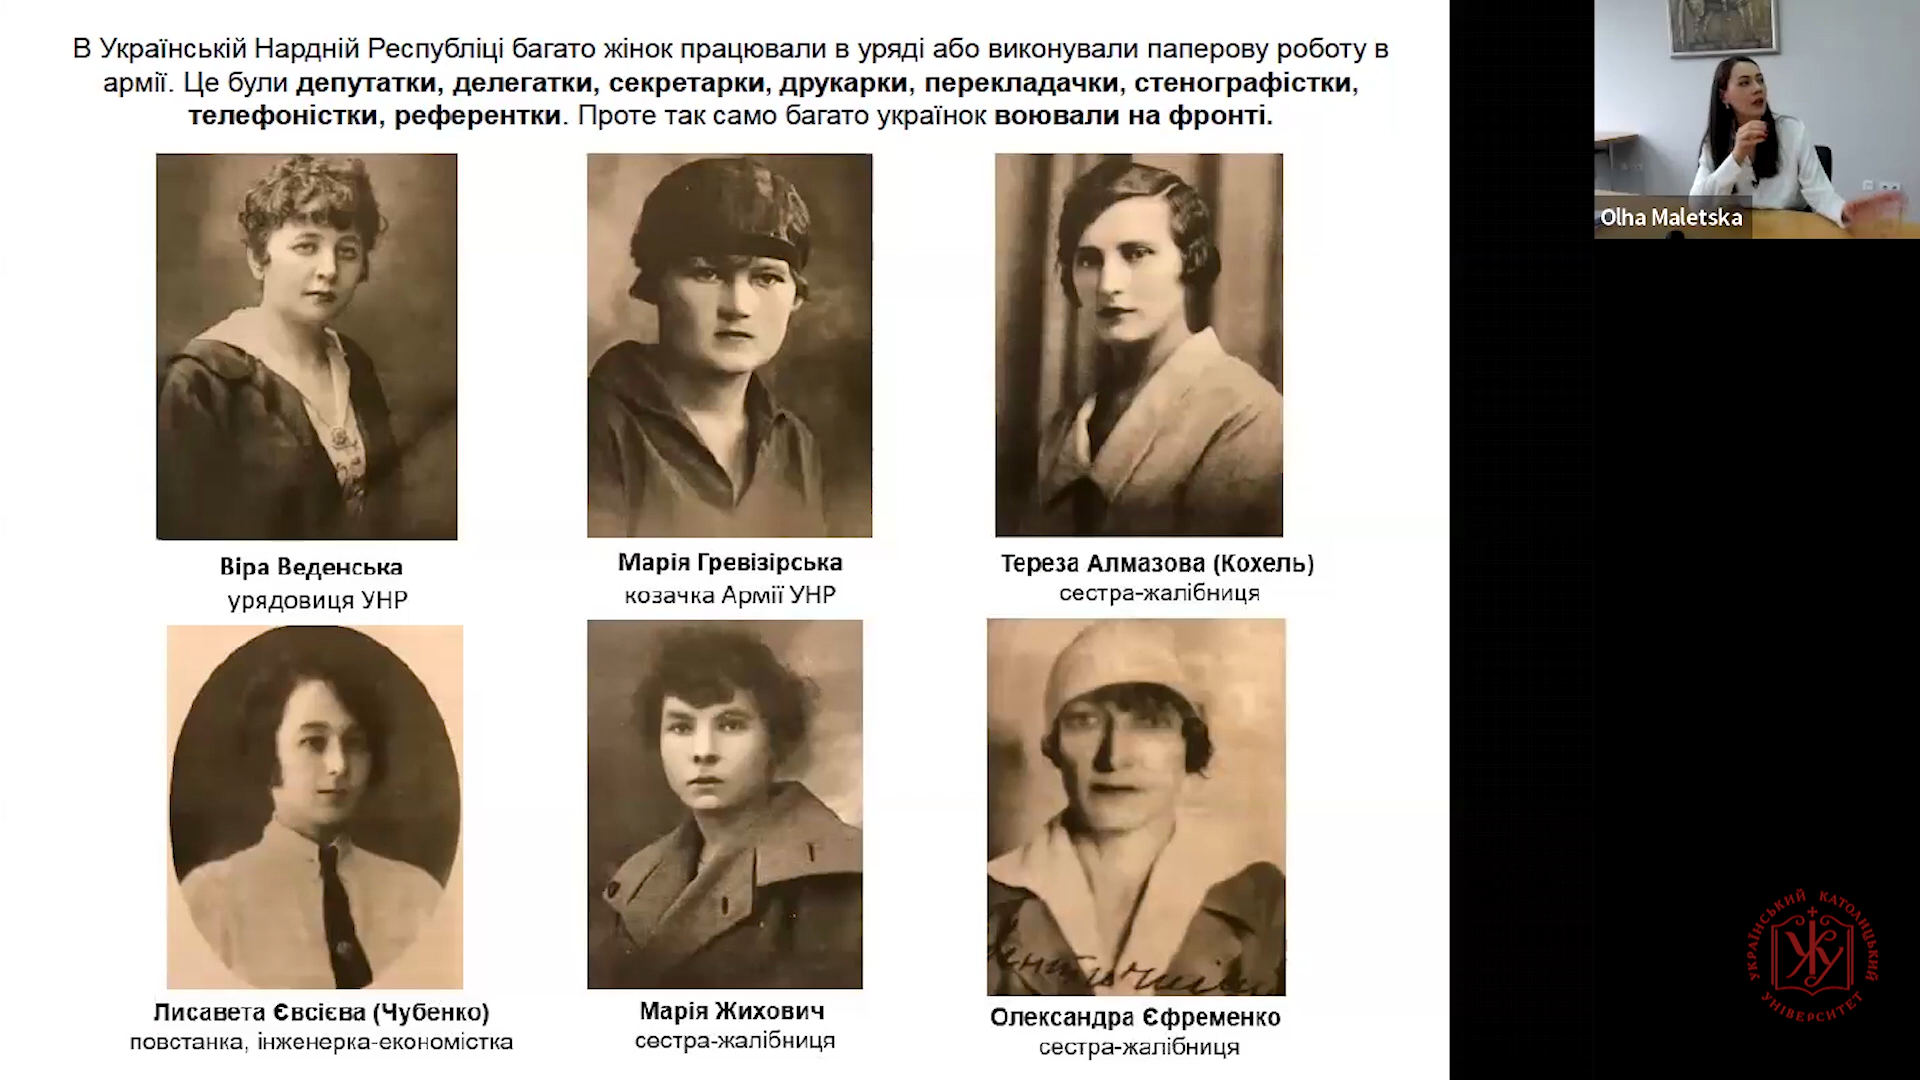 В Українській Нардній Республіці багато жінок працювали в уряді або виконували паперову роботу в
армії. Це були депутатки, делегатки, секретарки, друкарки, перекладачки, стенографістки,
телефоністки, референтки. Проте так само багато українок воювали на фронті.
Olha Maletska
Віра Веденська
урядовиця УНР
Марія Гревізірська
козачка Армії УНР
Тереза Алмазова (Кохель)
сестра-жалібниця
Лисавета Євсієва (Чубенко)
повстанка, інженерка-економістка
Марія Жихович
сестра-жалібниця
Олександра Єфременко
сестра-жалібниця
УКРАЇНСЬКИЙ КАТОЛИЦЬКИЙ
УНІВЕРСИТЕТ